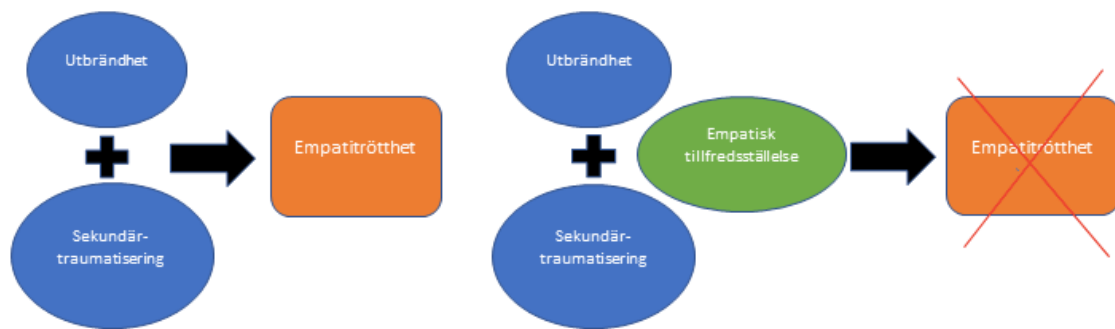 Utbrändhet
Sekundär-
traumatisering
Empatitrötthet
Utbrändhet
Sekundär-
traumatisering
Empatisk
tillfredsställelse
Empatitrötthet